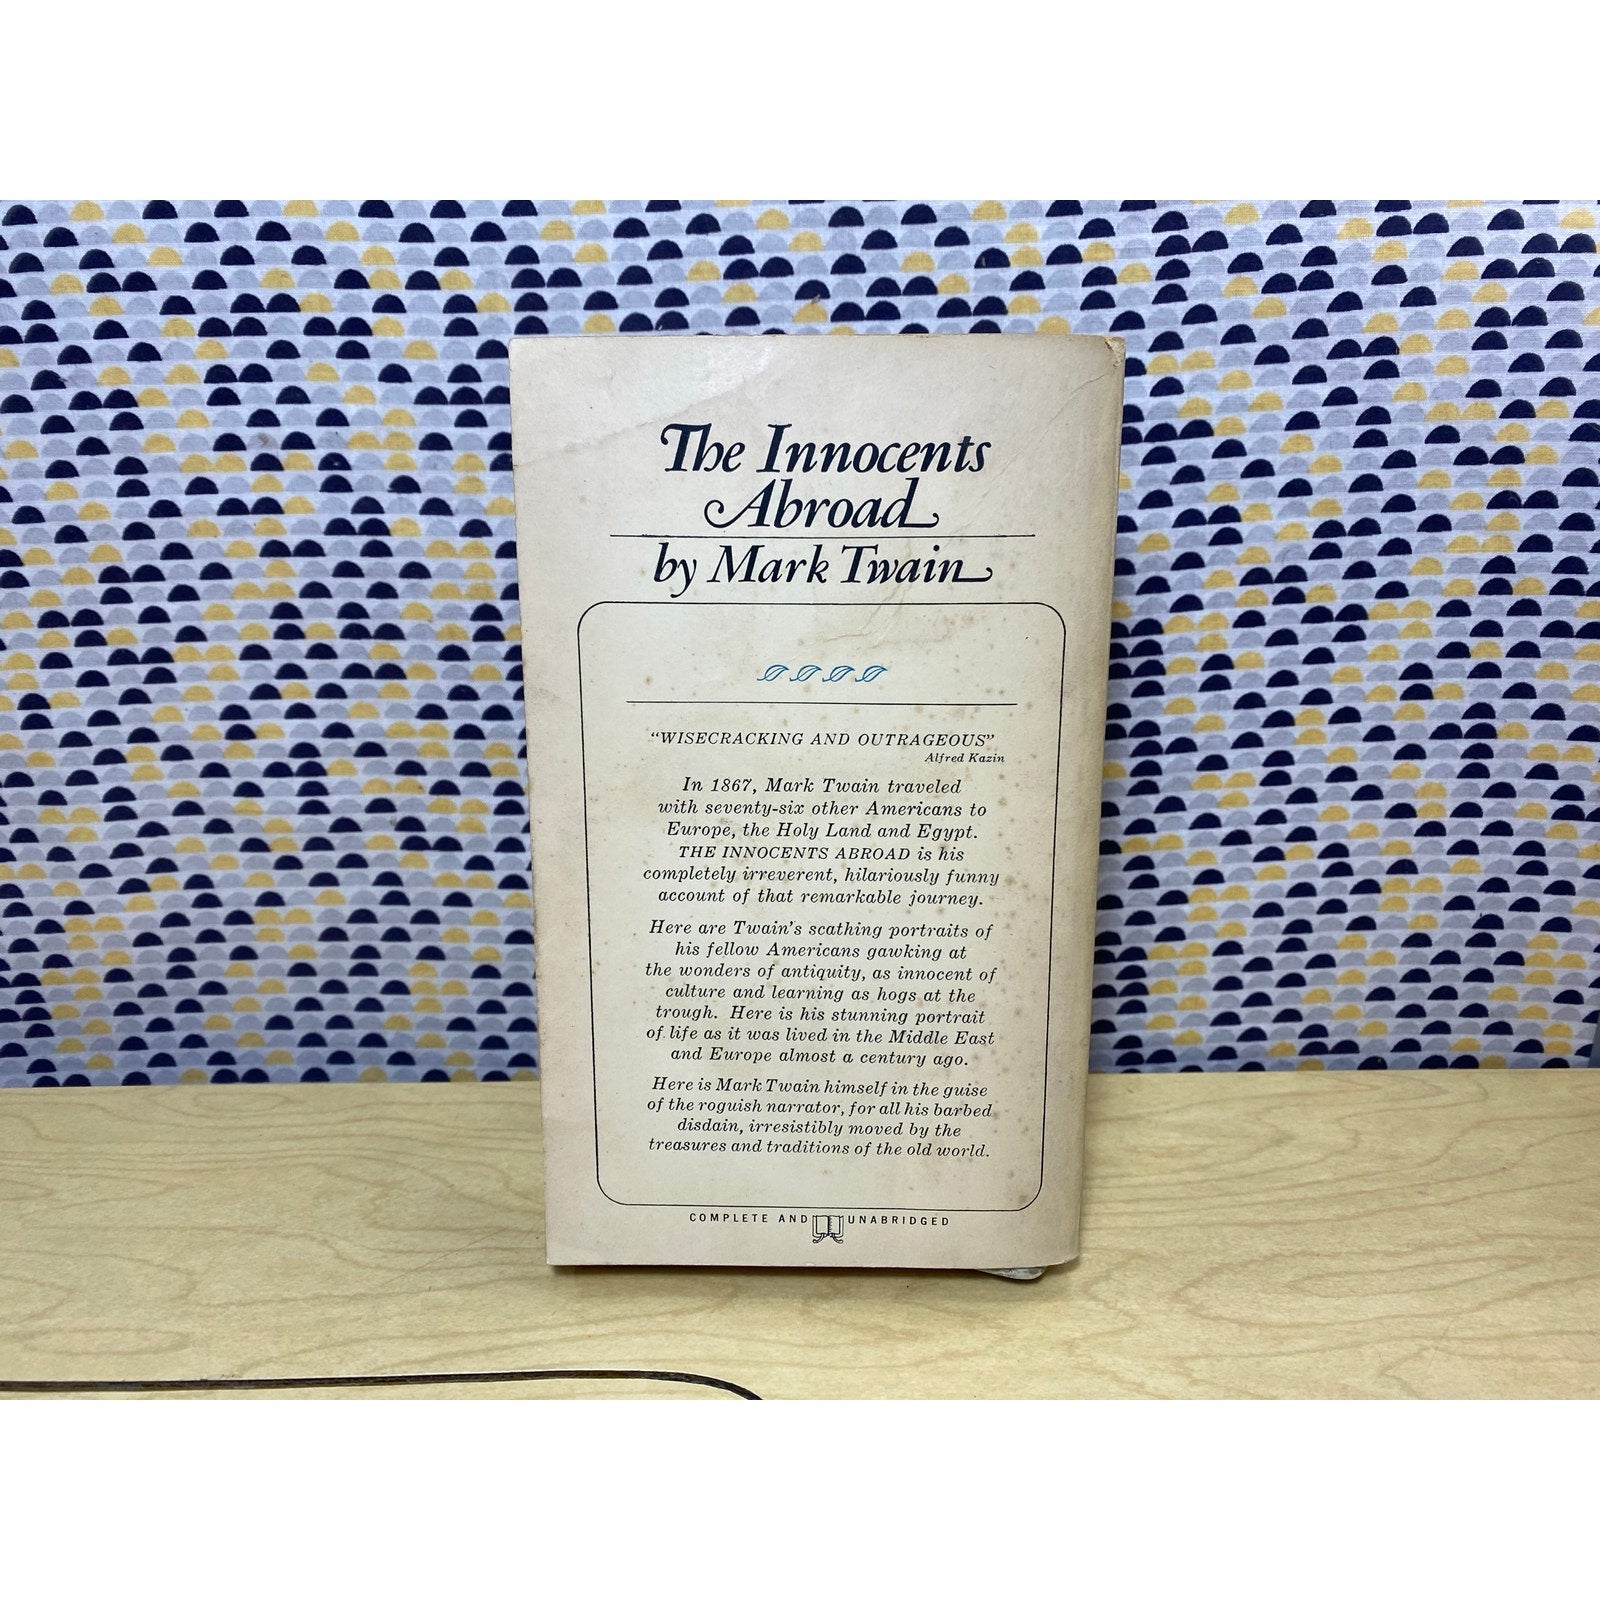 The Innocents
Abroad
by Mark Twain
“WISECRACKING AND OUTRAGEOUS”
Alfred Kazin
In 1867, Mark Twain traveled
with seventy-six other Americans to
Europe, the Holy Land and Egypt.
THE INNOCENTS ABROAD is his
completely irreverent, hilariously funny
account of that remarkable journey.
Here are Twain's scathing portraits of
his fellow Americans gawking at
the wonders of antiquity, as innocent of
culture and learning as hogs at the
trough. Here is his stunning portrait
of life as it was lived in the Middle East
and Europe almost a century ago.
Here is Mark Twain himself in the guise
of the roguish narrator, for all his barbed
disdain, irresistibly moved by the
treasures and traditions of the old world.
COMPLETE AND UNABRIDGED